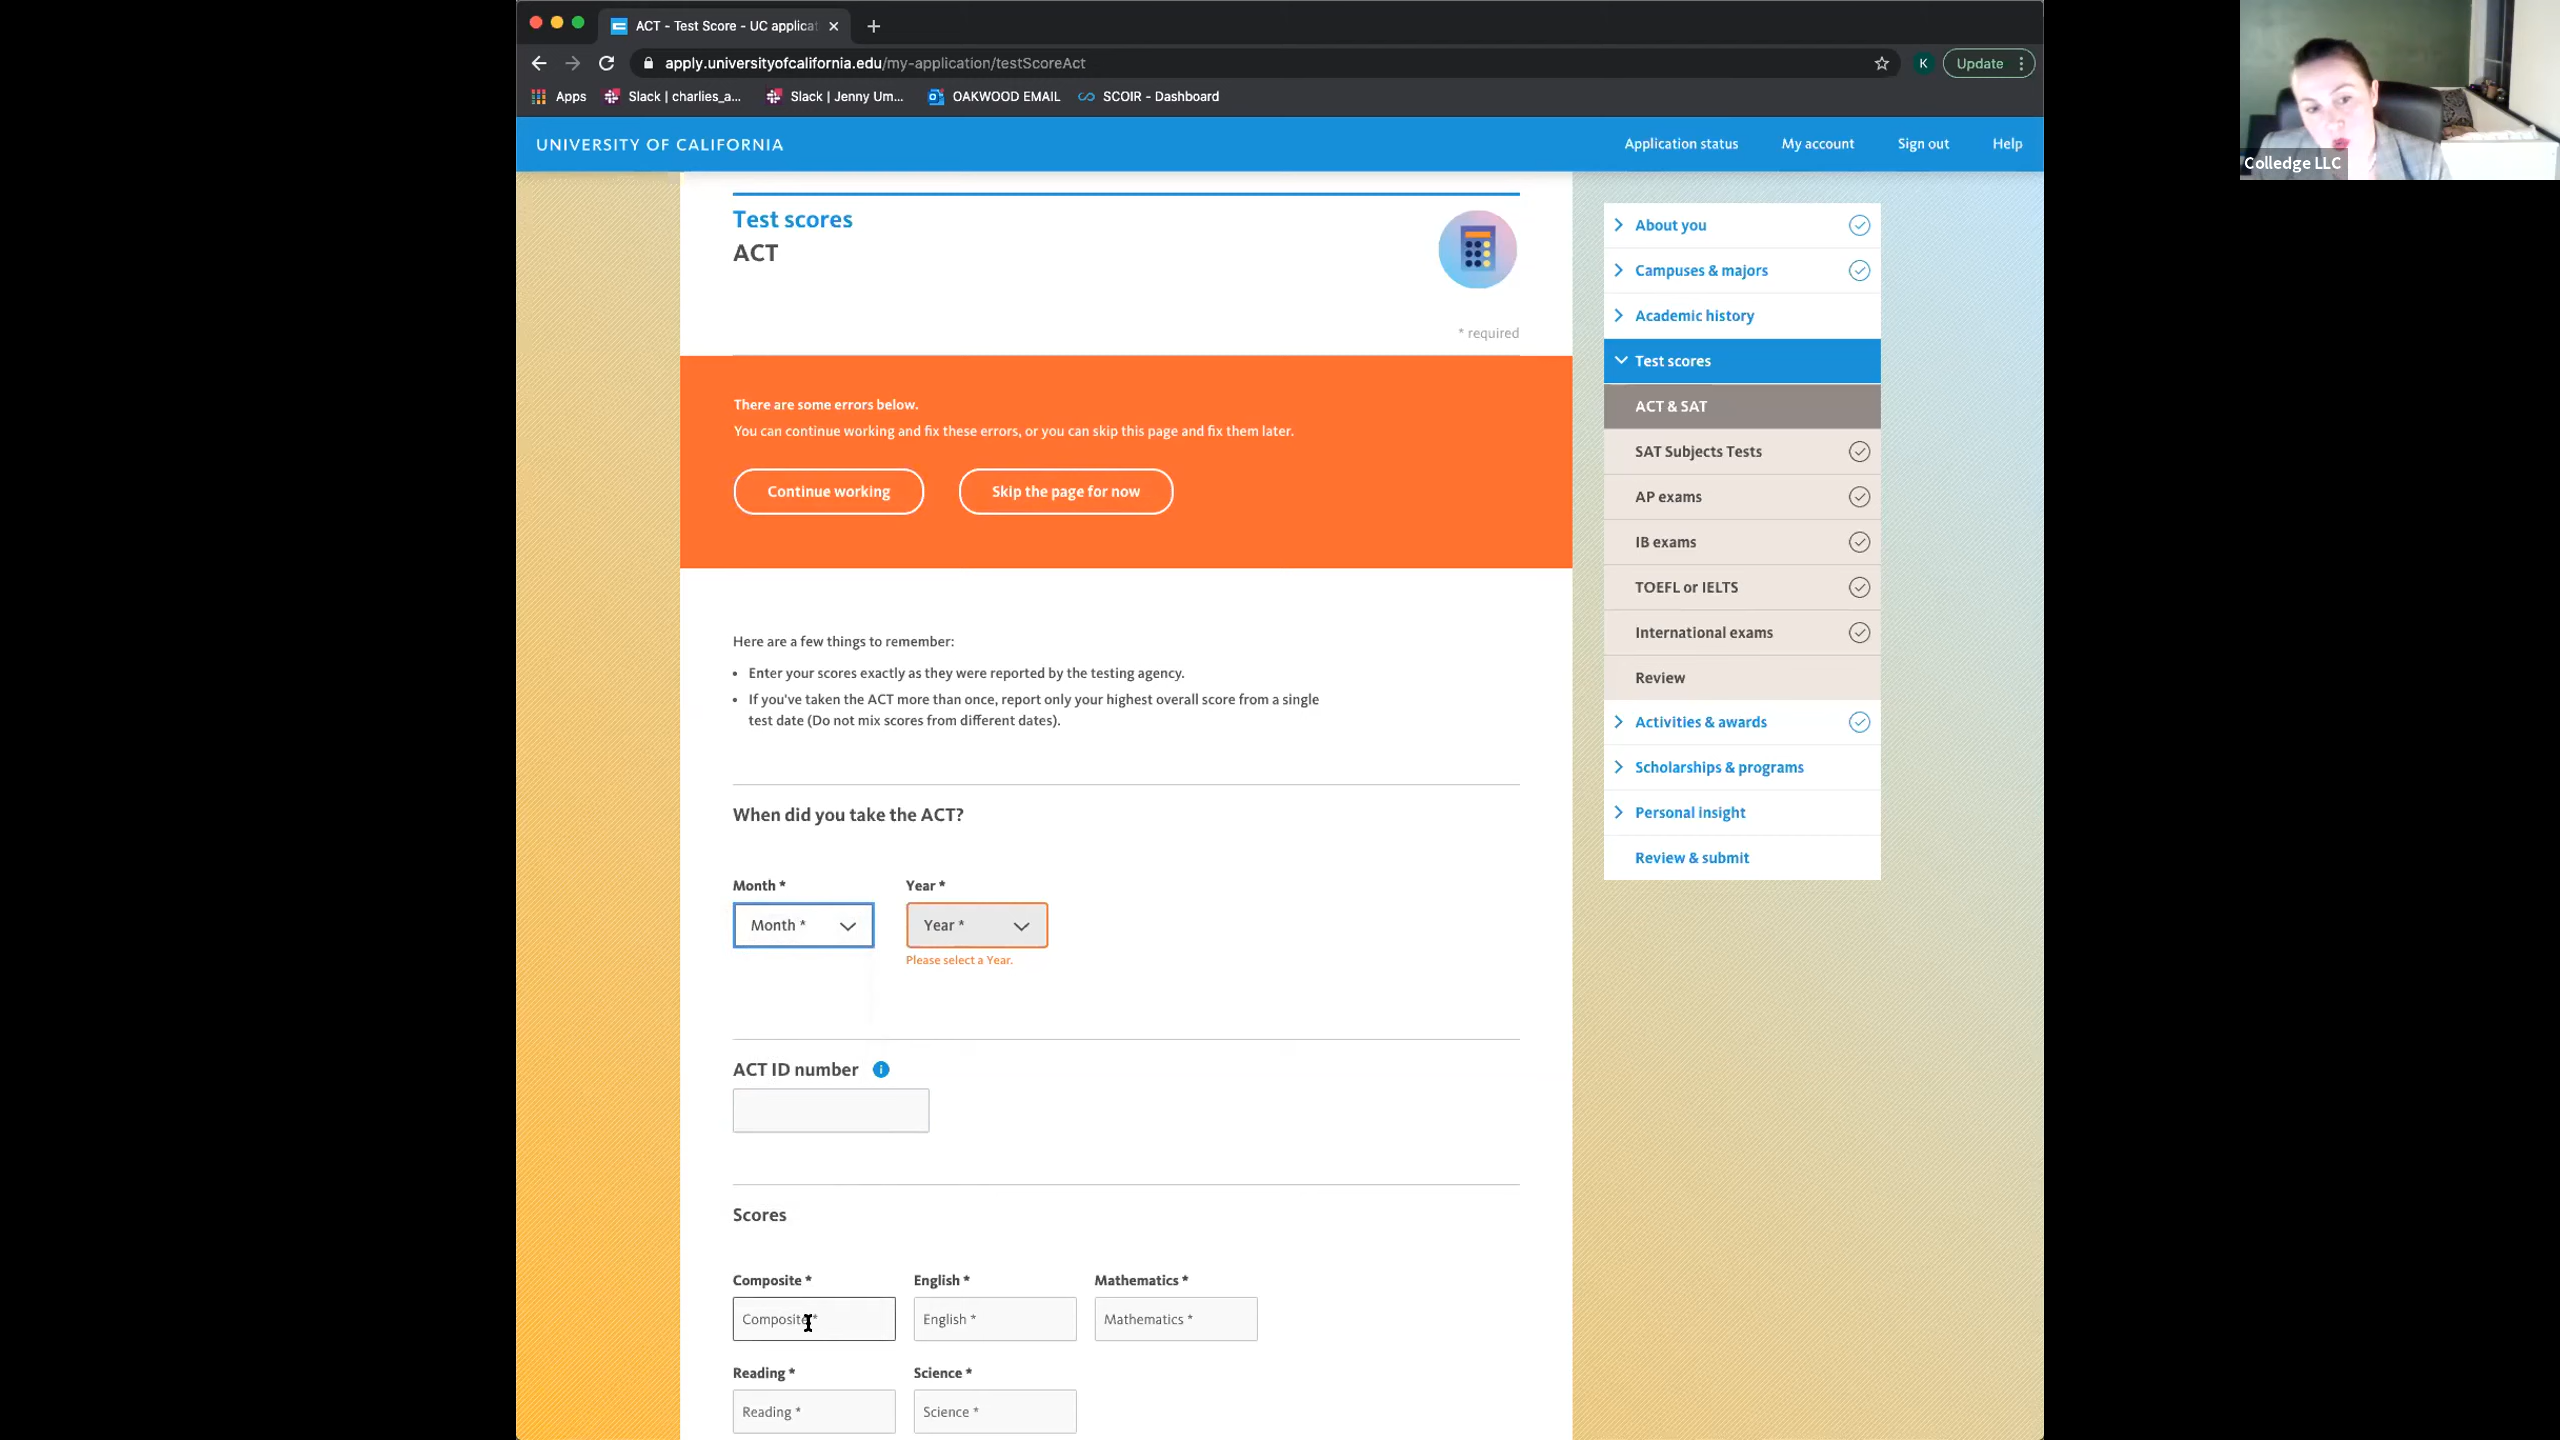 ACT - Test Score - UC applica
apply.universityofcalifornia.edu/my-application/testScoreAct
K
Update
Apps
Slack | charlies_a...
Slack | Jenny Um...
OAKWOOD EMAIL
SCOIR - Dashboard
UNIVERSITY OF CALIFORNIA
Application status
My account
Sign out
Help
Colledge LLC
Test scores
ACT
* required
There are some errors below.
You can continue working and fix these errors, or you can skip this page and fix them later.
Continue working
Skip the page for now
Here are a few things to remember:
• Enter your scores exactly as they were reported by the testing agency.
• If you've taken the ACT more than once, report only your highest overall score from a single
test date (Do not mix scores from different dates).
When did you take the ACT?
Month *
Year *
Month *
Year *
Please select a Year.
ACT ID number
i
Scores
Composite *
English *
Mathematics *
Composite *
English *
Mathematics *
Reading *
Science *
Reading *
Science *
About you
Campuses & majors
Academic history
Test scores
ACT & SAT
SAT Subjects Tests
AP exams
IB exams
TOEFL or IELTS
International exams
Review
Activities & awards
Scholarships & programs
Personal insight
Review & submit